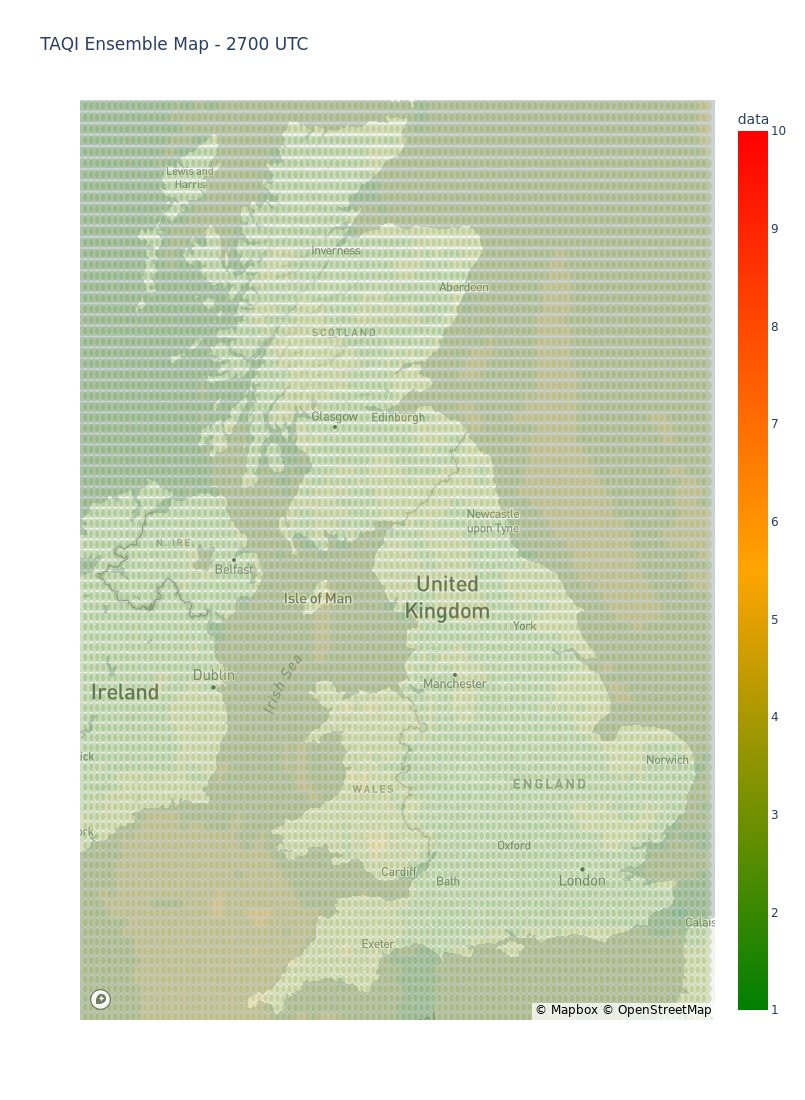 TAQI Ensemble Map - 2700 UTC
data
10
9
8
7
6
5
4
3
2
1
Lewis and
Harris
Inverness
Aberdeen
SCOTLAND
Glasgow
Edinburgh
Newcastle
upon Tyne
N. IRE.
Belfast
Isle of Man
United
Kingdom
York
Dublin
Irish Sea
Manchester
Ireland
ick
Norwich
ENGLAND
WALES
ork
Oxford
Cardiff
Bath
London
Calais
Exeter
© Mapbox © OpenStreetMap